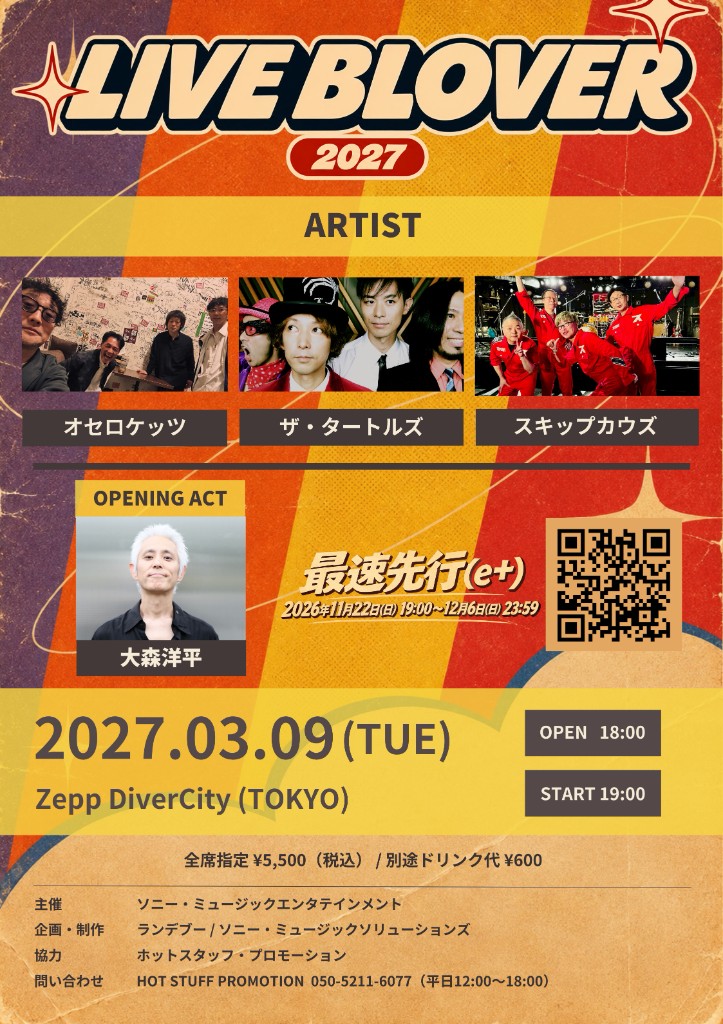 LIVE BLOVER
2027
ARTIST
オセロケッツ
ザ・タートルズ
スキップカウズ
OPENING ACT
大森洋平
最速先行(e+)
2026年11月22日(日) 19:00~12月6日(日) 23:59
2027.03.09 (TUE)
Zepp DiverCity (TOKYO)
OPEN 18:00
START 19:00
全席指定 ¥5,500（税込） / 別途ドリンク代 ¥600
主催 ソニー・ミュージックエンタテインメント
企画・制作 ランデブー / ソニー・ミュージックソリューションズ
協力 ホットスタッフ・プロモーション
問い合わせ HOT STUFF PROMOTION 050-5211-6077（平日12:00〜18:00）